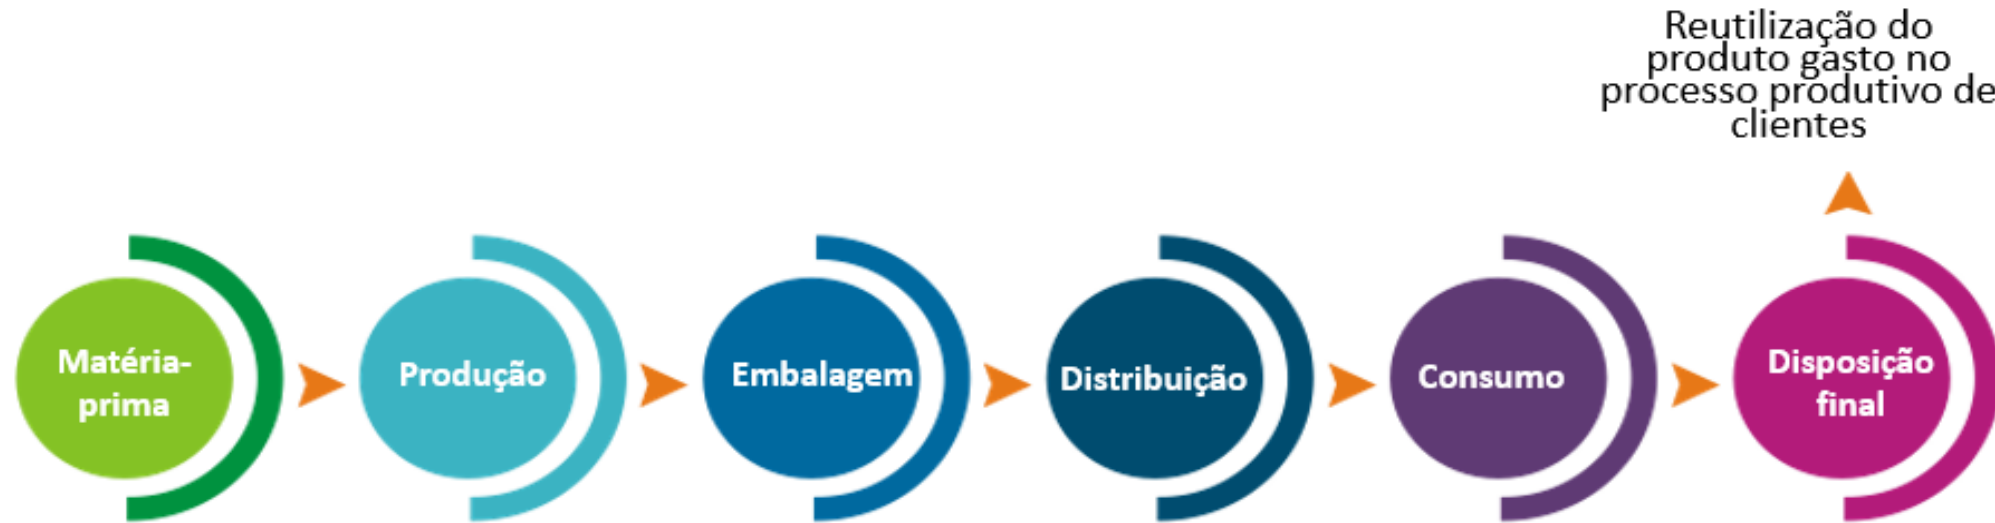 Reutilização do
produto gasto no
processo produtivo de
clientes
Matéria-
prima
Produção
Embalagem
Distribuição
Consumo
Disposição
final